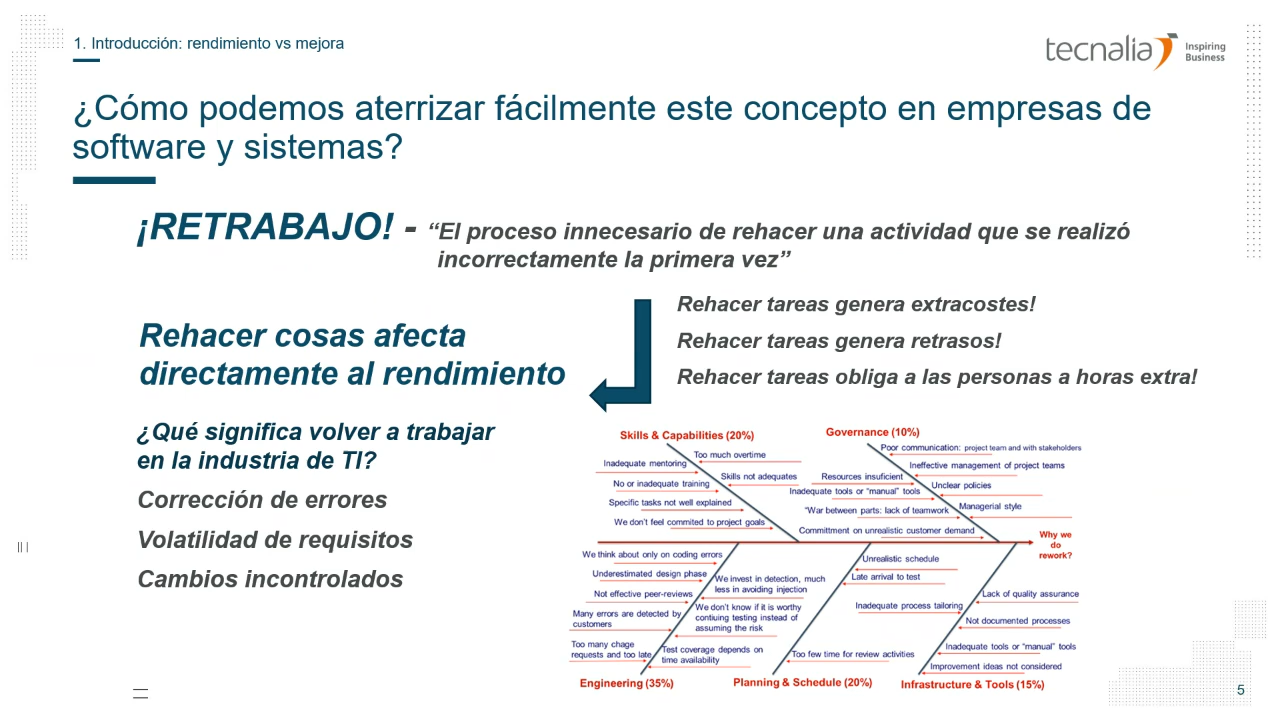 1. Introducción: rendimiento vs mejora
tecnalia
Inspiring
Business
¿Cómo podemos aterrizar fácilmente este concepto en empresas de
software y sistemas?
¡RETRABAJO! - “El proceso innecesario de rehacer una actividad que se realizó
incorrectamente la primera vez”
Rehacer tareas genera extracostes!
Rehacer tareas genera retrasos!
Rehacer tareas obliga a las personas a horas extra!
Rehacer cosas afecta
directamente al rendimiento
¿Qué significa volver a trabajar
en la industria de TI?
Corrección de errores
Volatilidad de requisitos
Cambios incontrolados
Skills & Capabilities (20%)
Too much overtime
Inadequate mentoring
Skills not adequates
No or inadequate training
Specific tasks not well explained
We don't feel commited to project goals
Governance (10%)
Poor communication: project team and with stakeholders
Ineffective management of project teams
Resources insufficient
Unclear policies
Inadequate tools or “manual” tools
Managerial style
“War between parts: lack of teamwork
Commitment on unrealistic customer demand
Why we
do
rework?
We think about only on coding errors
Underestimated design phase
We invest in detection, much
less in avoiding injection
Not effective peer-reviews
We don't know if it is worthy
contiuing testing instead of
assuming the risk
Many errors are detected by
customers
Too many chage
requests and too late
Test coverage depends on
time availability
Engineering (35%)
Unrealistic schedule
Late arrival to test
Inadequate process tailoring
Too few time for review activities
Planning & Schedule (20%)
Lack of quality assurance
Not documented processes
Inadequate tools or “manual” tools
Improvement ideas not considered
Infrastructure & Tools (15%)
5